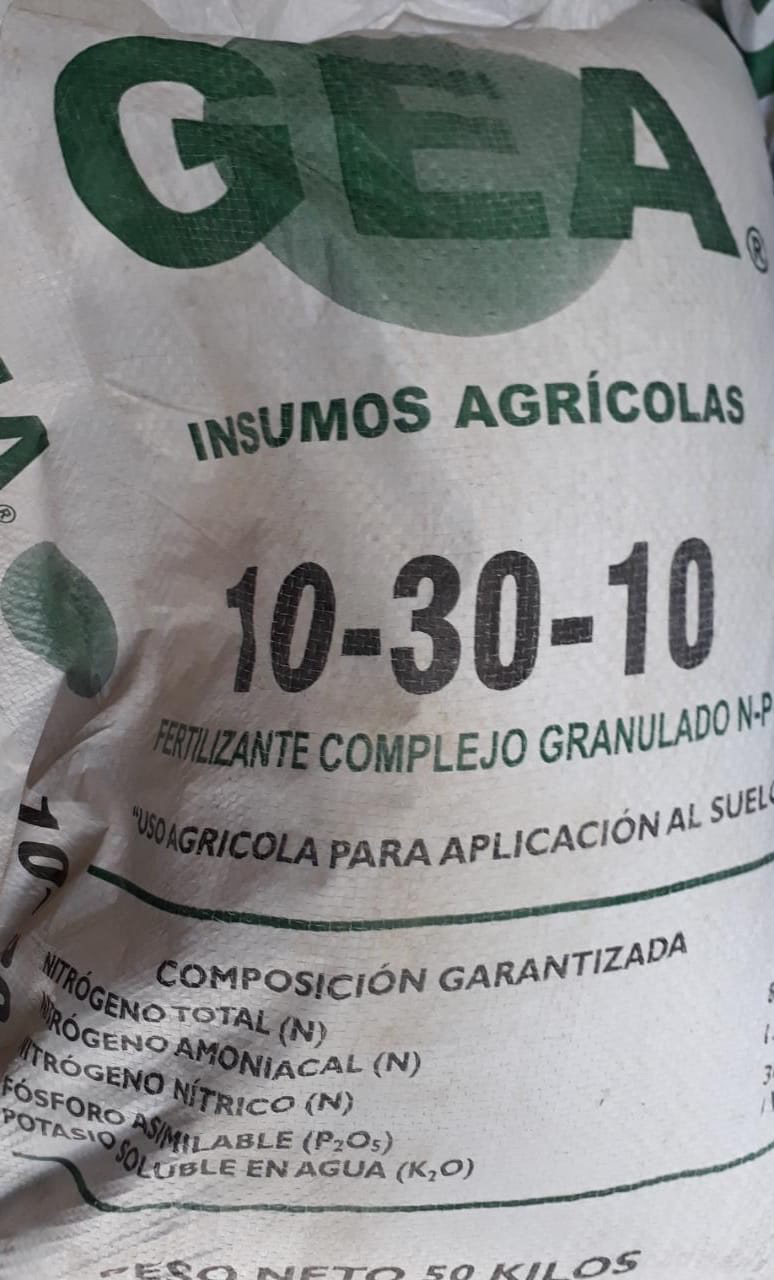 GEA®
INSUMOS AGRÍCOLAS
10-30-10
FERTILIZANTE COMPLEJO GRANULADO N-P
"USO AGRICOLA PARA APLICACIÓN AL SUELO
COMPOSICIÓN GARANTIZADA
NITRÓGENO TOTAL (N)
NITRÓGENO AMONIACAL (N)
NITRÓGENO NÍTRICO (N)
FÓSFORO ASIMILABLE (P₂O₅)
POTASIO SOLUBLE EN AGUA (K₂O)
PESO NETO 50 KILOS